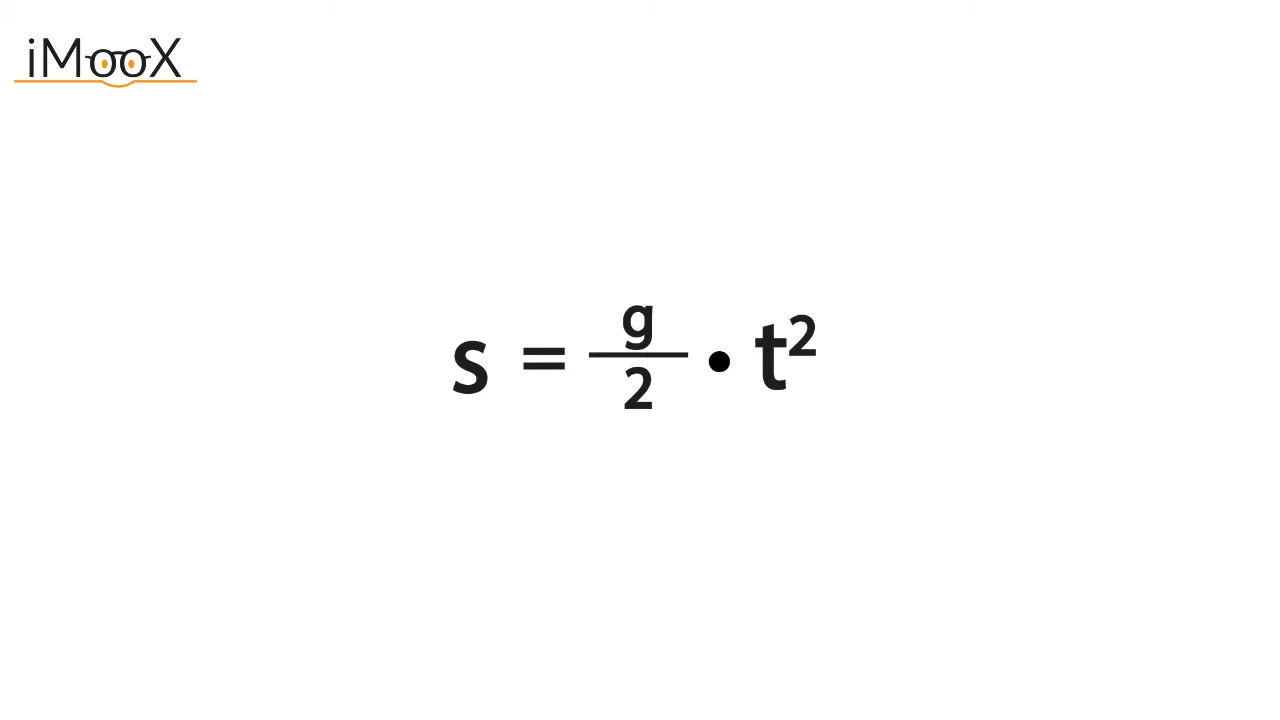 iMooX
s = g/2 • t²